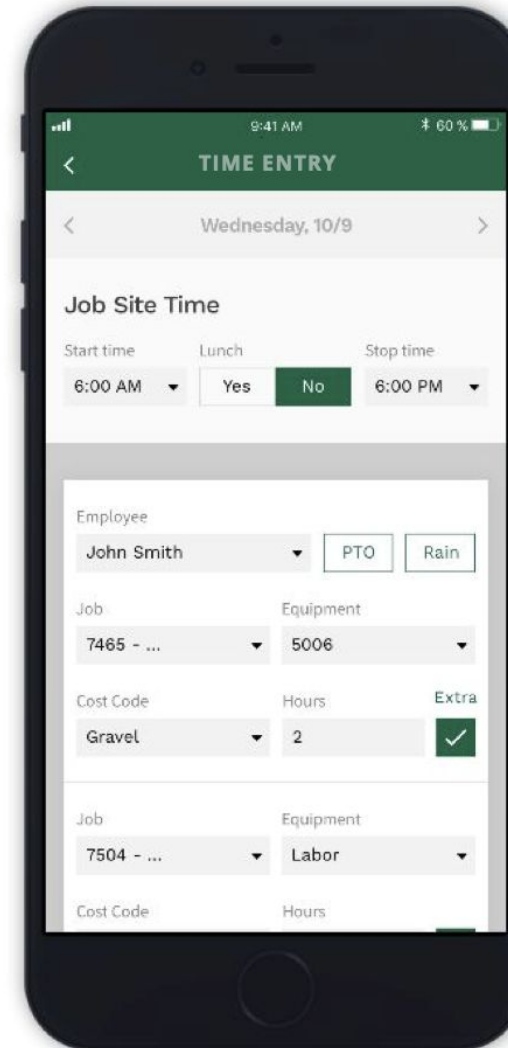 9:41 AM 60 %
TIME ENTRY
Wednesday, 10/9
Job Site Time
Start time Lunch Stop time
6:00 AM Yes No 6:00 PM
Employee
John Smith PTO Rain
Job Equipment
7465 - ... 5006
Cost Code Hours Extra
Gravel 2
Job Equipment
7504 - ... Labor
Cost Code Hours